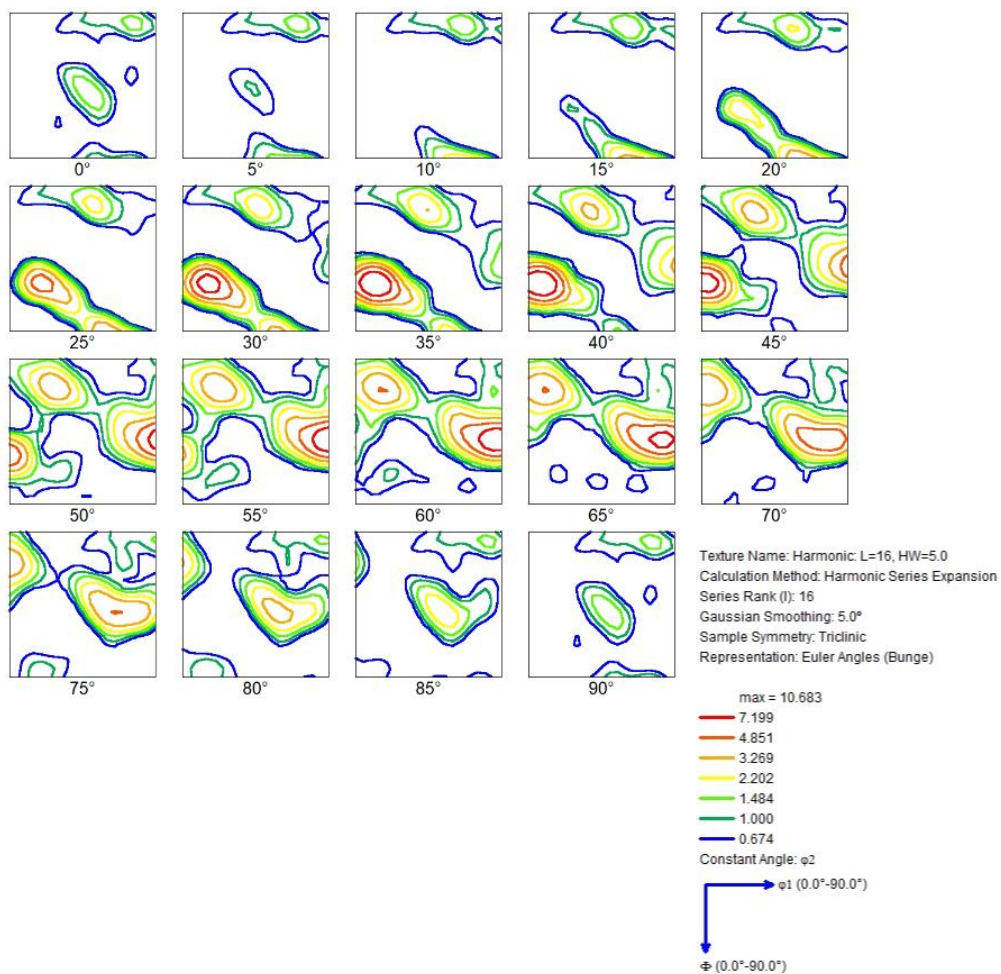 0° 5° 10° 15° 20°
25° 30° 35° 40° 45°
50° 55° 60° 65° 70°
75° 80° 85° 90°
Texture Name: Harmonic: L=16, HW=5.0
Calculation Method: Harmonic Series Expansion
Series Rank (l): 16
Gaussian Smoothing: 5.0°
Sample Symmetry: Triclinic
Representation: Euler Angles (Bunge)
max = 10.683
7.199
4.851
3.269
2.202
1.484
1.000
0.674
Constant Angle: φ2
φ1 (0.0°-90.0°)
Φ (0.0°-90.0°)